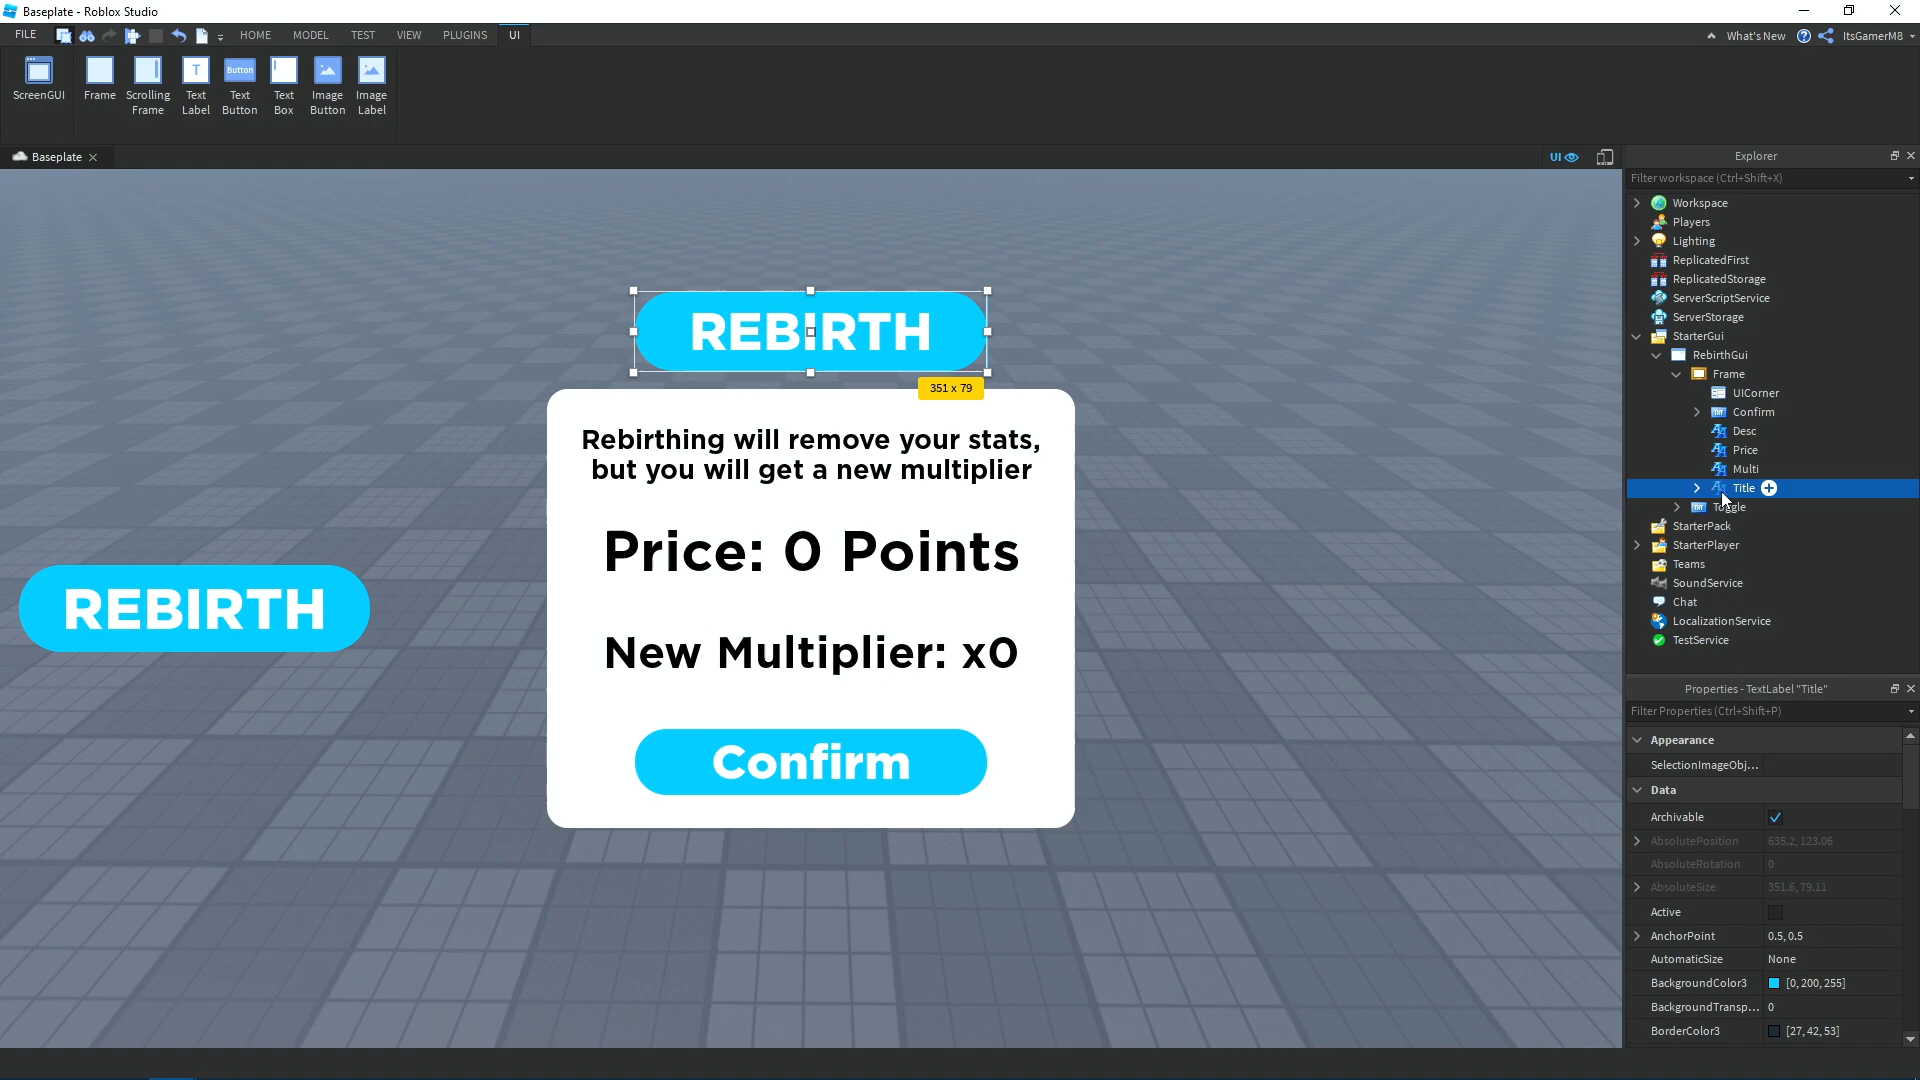 Baseplate - Roblox Studio
FILE HOME MODEL TEST VIEW PLUGINS UI What's New ItsGamerM8
ScreenGUI
Frame
Scrolling Frame
Text Label
Button
Text Button
Text Box
Image Button
Image Label
Baseplate
UI
REBIRTH
351 x 79
Rebirthing will remove your stats,
but you will get a new multiplier
Price: 0 Points
REBIRTH
New Multiplier: x0
Confirm
Explorer
Filter workspace (Ctrl+Shift+X)
Workspace
Players
Lighting
ReplicatedFirst
ReplicatedStorage
ServerScriptService
ServerStorage
StarterGui
RebirthGui
Frame
UICorner
Confirm
Desc
Price
Multi
Title
Toggle
StarterPack
StarterPlayer
Teams
SoundService
Chat
LocalizationService
TestService
Properties - TextLabel "Title"
Filter Properties (Ctrl+Shift+P)
Appearance
SelectionImageObj...
Data
Archivable
AbsolutePosition 635.2, 123.06
AbsoluteRotation 0
AbsoluteSize 351.6, 79.11
Active
AnchorPoint 0.5, 0.5
AutomaticSize None
BackgroundColor3 [0, 200, 255]
BackgroundTransp... 0
BorderColor3 [27, 42, 53]